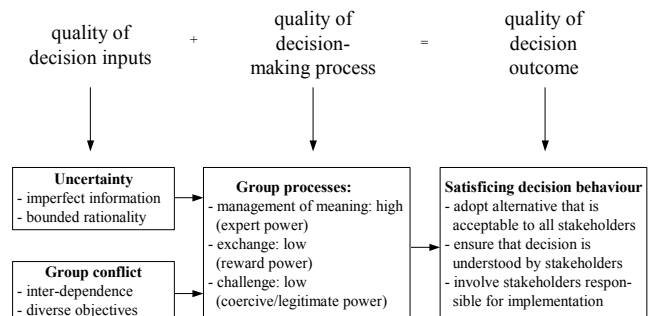 quality of
decision inputs
+
quality of
decision-
making process
=
quality of
decision
outcome
Uncertainty
- imperfect information
- bounded rationality
Group conflict
- inter-dependence
- diverse objectives
Group processes:
- management of meaning: high
(expert power)
- exchange: low
(reward power)
- challenge: low
(coercive/legitimate power)
Satisficing decision behaviour
- adopt alternative that is
acceptable to all stakeholders
- ensure that decision is
understood by stakeholders
- involve stakeholders respon-
sible for implementation